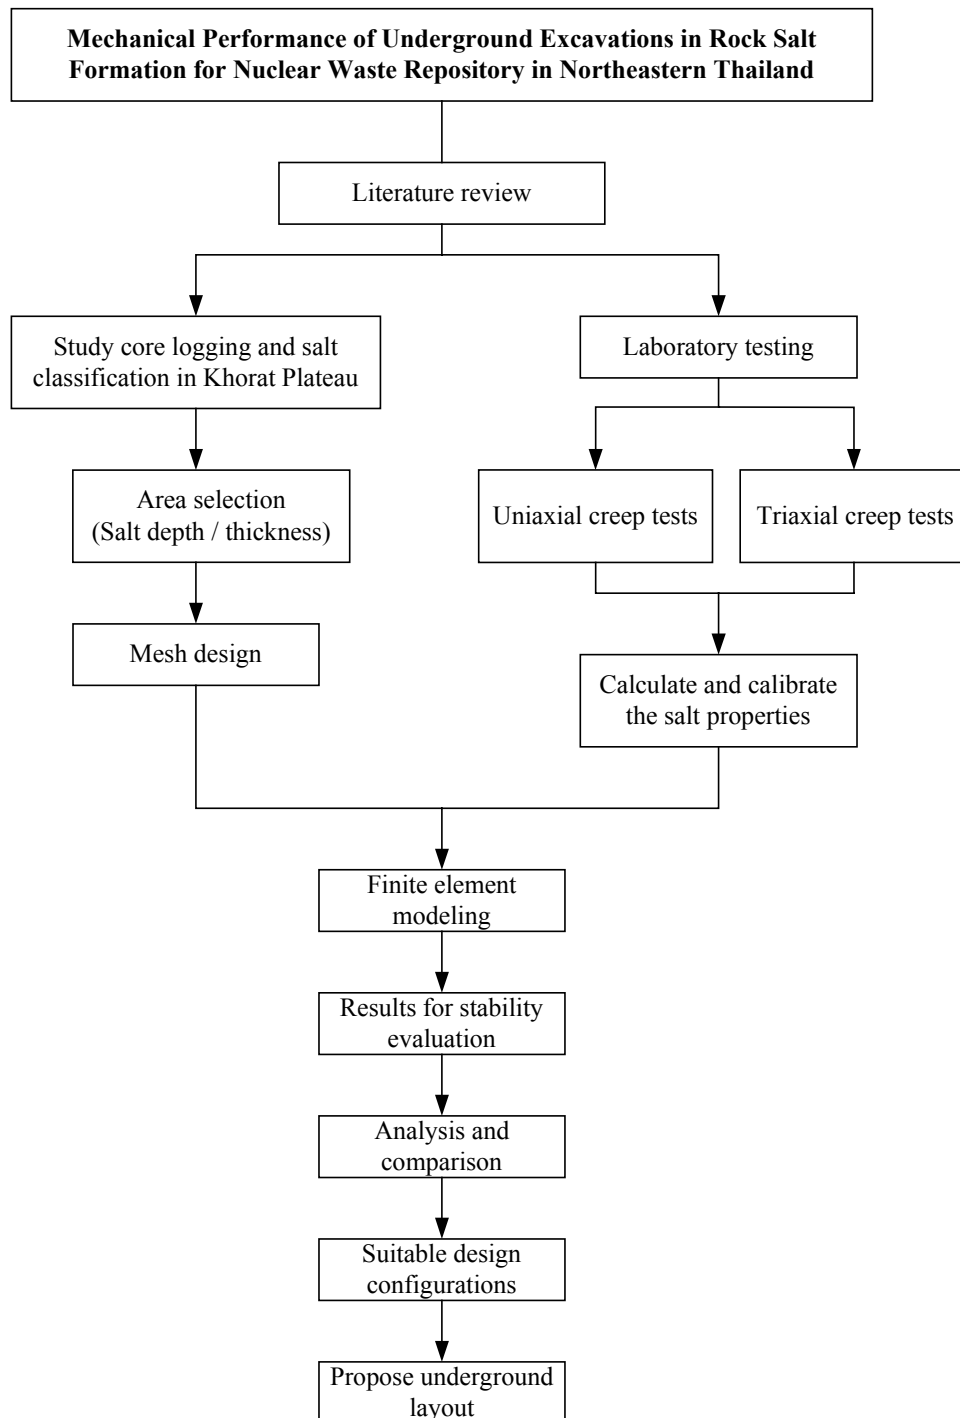 Mechanical Performance of Underground Excavations in Rock Salt
Formation for Nuclear Waste Repository in Northeastern Thailand
Literature review
Study core logging and salt
classification in Khorat Plateau
Laboratory testing
Area selection
(Salt depth / thickness)
Uniaxial creep tests
Triaxial creep tests
Mesh design
Calculate and calibrate
the salt properties
Finite element
modeling
Results for stability
evaluation
Analysis and
comparison
Suitable design
configurations
Propose underground
layout